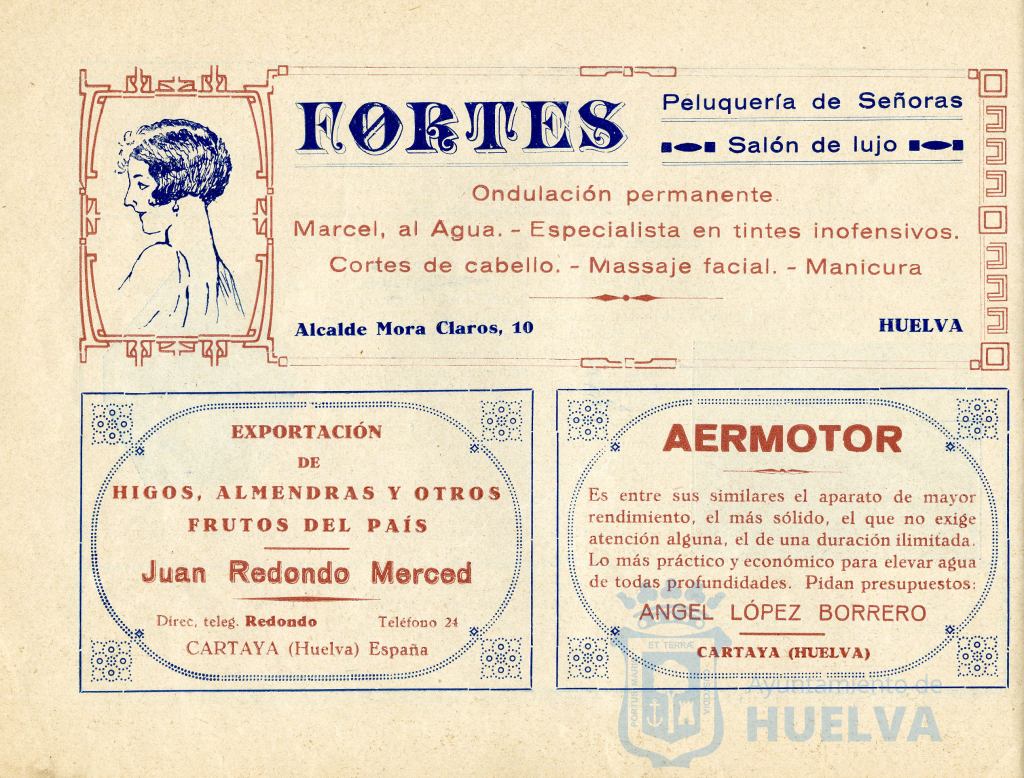 FORTES
Peluquería de Señoras
Salón de lujo
Ondulación permanente.
Marcel, al Agua. - Especialista en tintes inofensivos.
Cortes de cabello. - Massaje facial. - Manicura
Alcalde Mora Claros, 10
HUELVA
EXPORTACIÓN
DE
HIGOS, ALMENDRAS Y OTROS
FRUTOS DEL PAÍS
Juan Redondo Merced
Direc. teleg. Redondo Teléfono 24
CARTAYA (Huelva) España
AERMOTOR
Es entre sus similares el aparato de mayor
rendimiento, el más sólido, el que no exige
atención alguna, el de una duración ilimitada.
Lo más práctico y económico para elevar agua
de todas profundidades. Pidan presupuestos:
ANGEL LÓPEZ BORRERO
CARTAYA (HUELVA)
ET TERRÆ
Ayuntamiento de
HUELVA